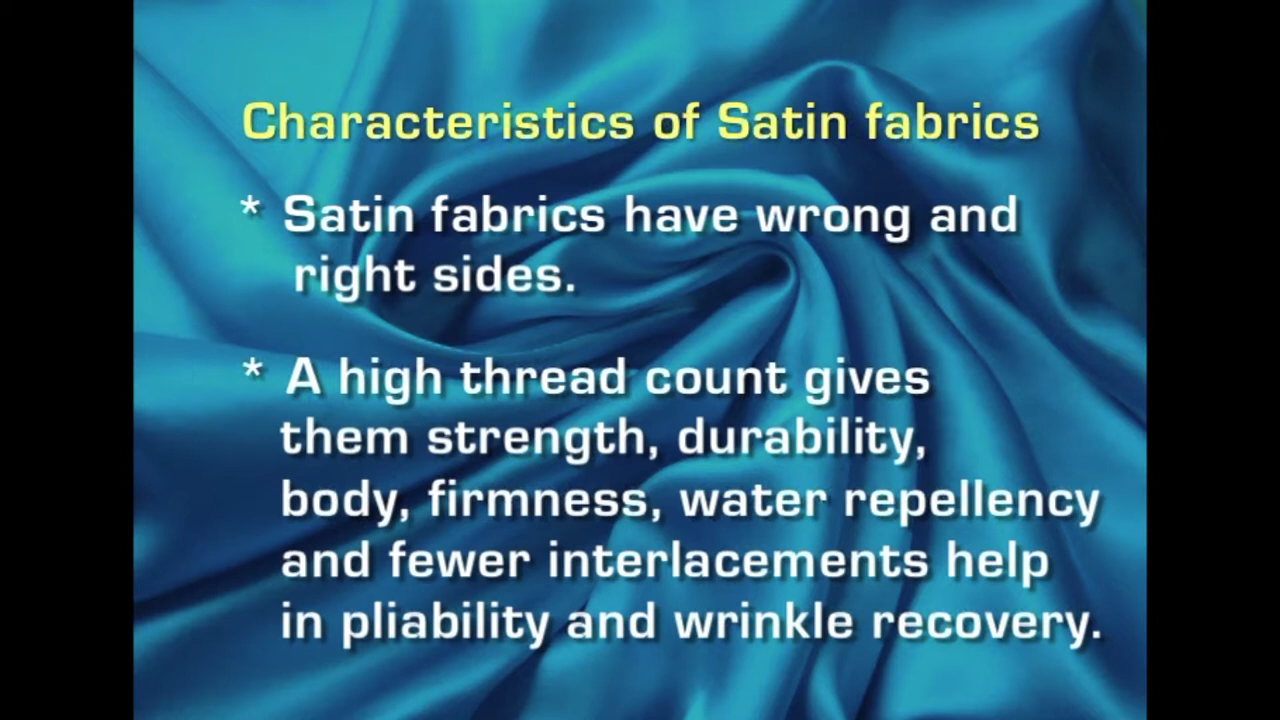 Characteristics of Satin fabrics
* Satin fabrics have wrong and
right sides.
* A high thread count gives
them strength, durability,
body, firmness, water repellency
and fewer interlacements help
in pliability and wrinkle recovery.